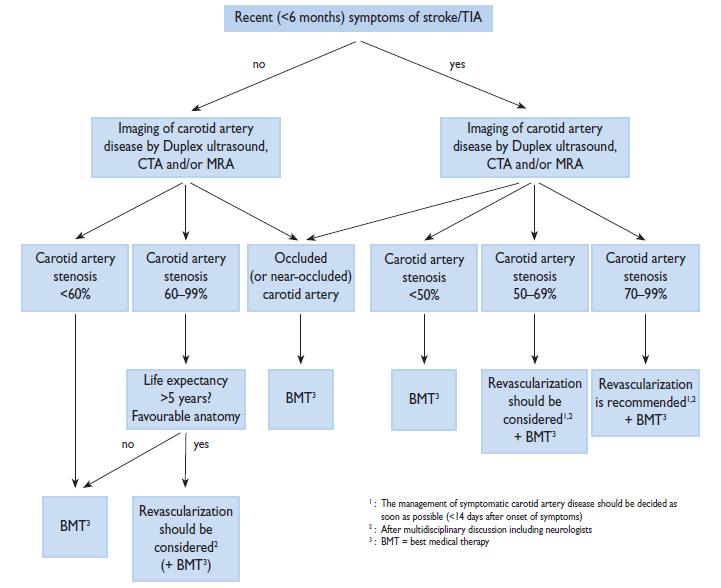 Recent (<6 months) symptoms of stroke/TIA
no
yes
Imaging of carotid artery
disease by Duplex ultrasound,
CTA and/or MRA
Imaging of carotid artery
disease by Duplex ultrasound,
CTA and/or MRA
Carotid artery
stenosis
<60%
Carotid artery
stenosis
60–99%
Occluded
(or near-occluded)
carotid artery
Carotid artery
stenosis
<50%
Carotid artery
stenosis
50–69%
Carotid artery
stenosis
70–99%
Life expectancy
>5 years?
Favourable anatomy
BMT³
BMT³
Revascularization
should be
considered¹,²
+ BMT³
Revascularization
is recommended¹,²
+ BMT³
no
yes
BMT³
Revascularization
should be
considered²
(+ BMT³)
¹ : The management of symptomatic carotid artery disease should be decided as
soon as possible (<14 days after onset of symptoms)
² : After multidisciplinary discussion including neurologists
³ : BMT = best medical therapy